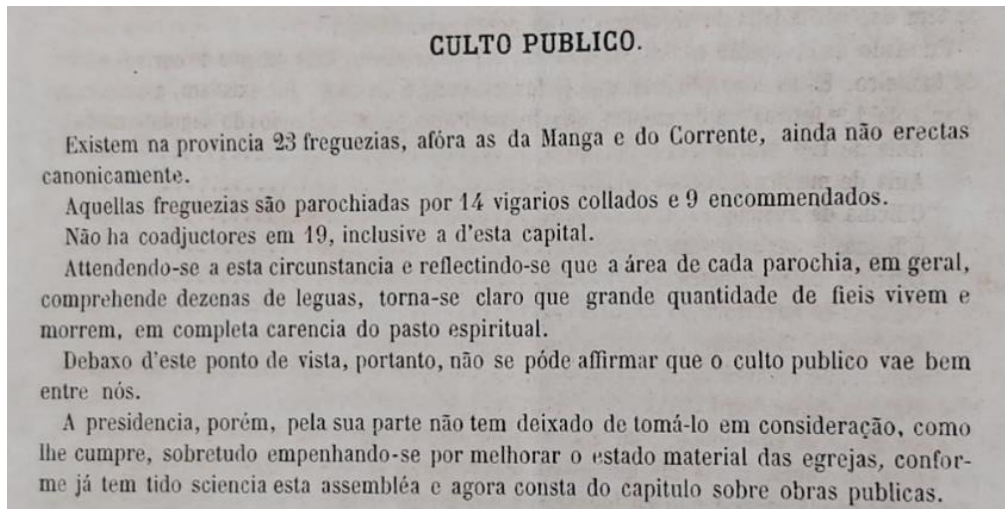 CULTO PUBLICO.
Existem na provincia 23 freguezias, afóra as da Manga e do Corrente, ainda não erectas
canonicamente.
Aquellas freguezias são parochiadas por 14 vigarios collados e 9 encommendados.
Não ha coadjuctores em 19, inclusive a d'esta capital.
Attendendo-se a esta circunstancia e reflectindo-se que a área de cada parochia, em geral,
comprehende dezenas de leguas, torna-se claro que grande quantidade de fieis vivem e
morrem, em completa carencia do pasto espiritual.
Debaxo d'este ponto de vista, portanto, não se póde affirmar que o culto publico vae bem
entre nós.
A presidencia, porém, pela sua parte não tem deixado de tomá-lo em consideração, como
lhe cumpre, sobretudo empenhando-se por melhorar o estado material das egrejas, confor-
me já tem tido sciencia esta assembléa e agora consta do capitulo sobre obras publicas.